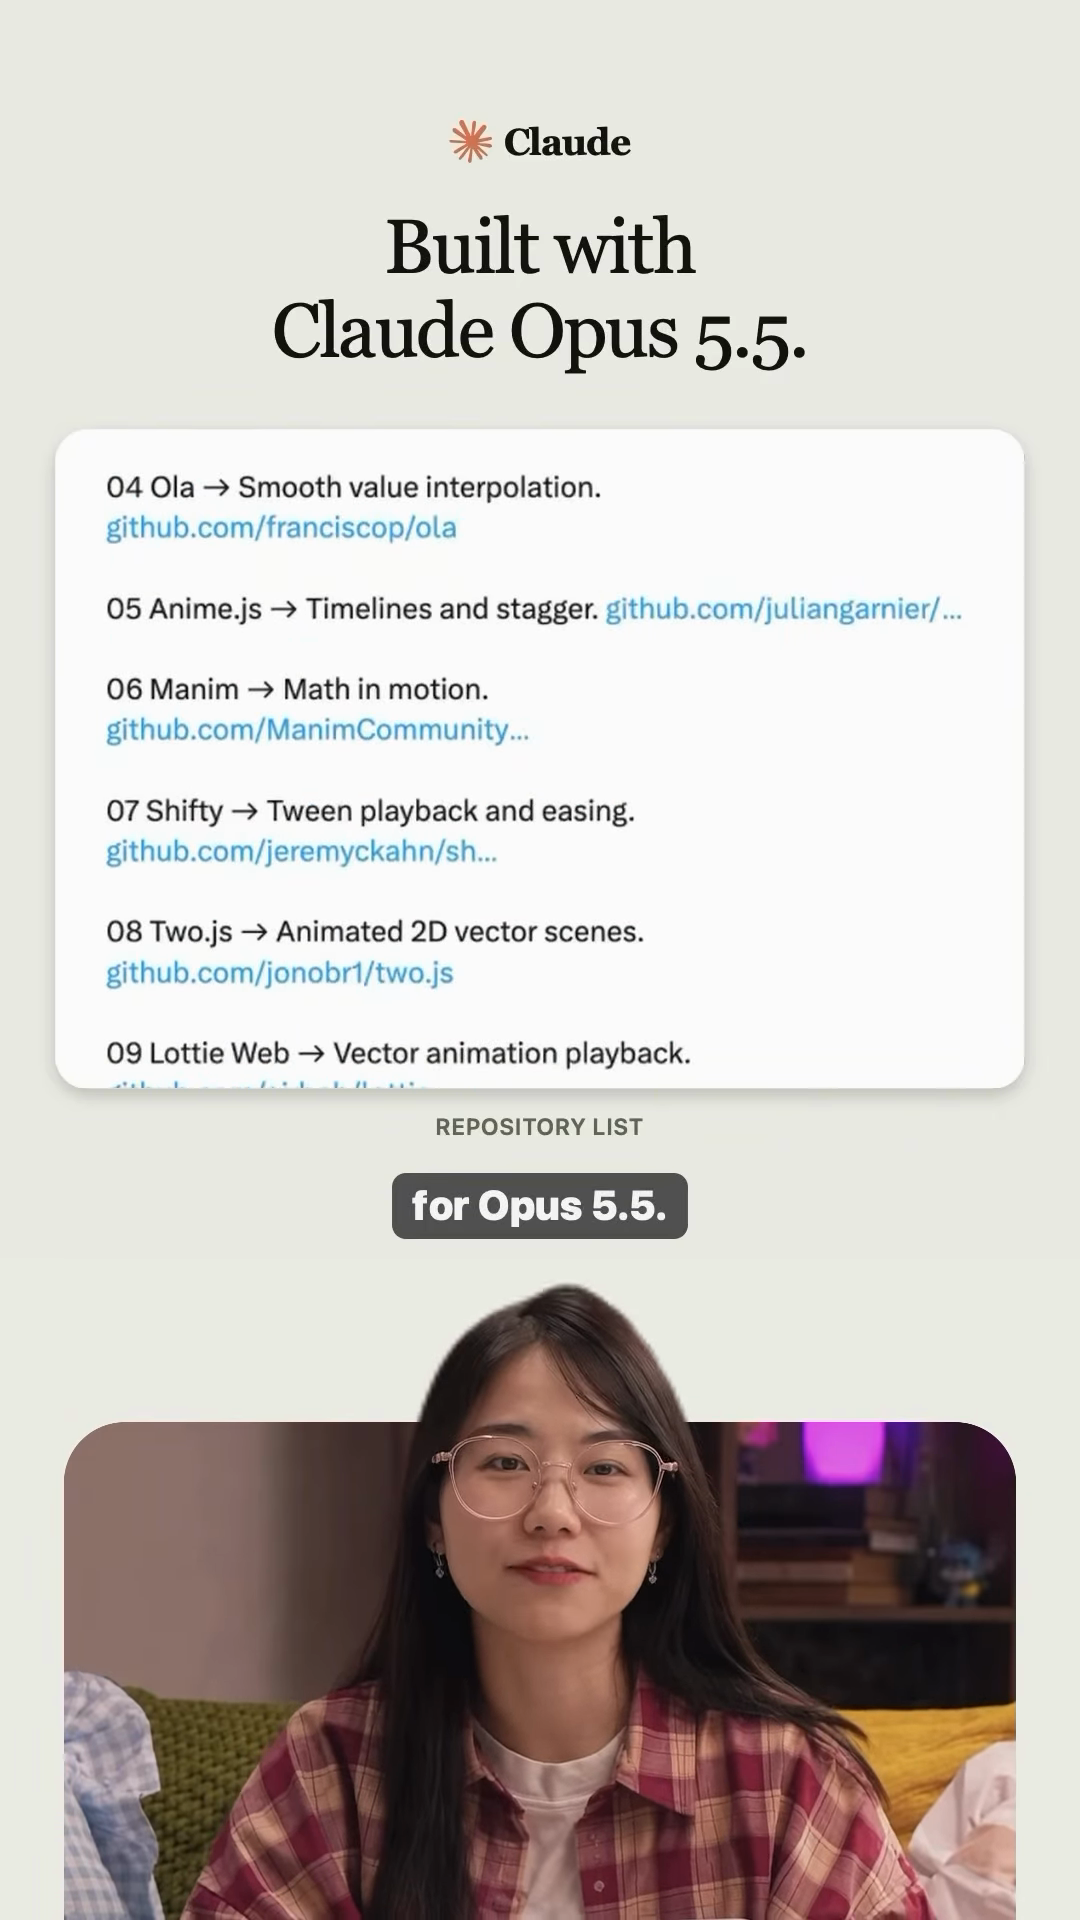 Claude
Built with
Claude Opus 5.5.
04 Ola → Smooth value interpolation.
github.com/franciscop/ola
05 Anime.js → Timelines and stagger. github.com/juliangarnier/...
06 Manim → Math in motion.
github.com/ManimCommunity...
07 Shifty → Tween playback and easing.
github.com/jeremyckahn/sh...
08 Two.js → Animated 2D vector scenes.
github.com/jonobr1/two.js
09 Lottie Web → Vector animation playback.
REPOSITORY LIST
for Opus 5.5.